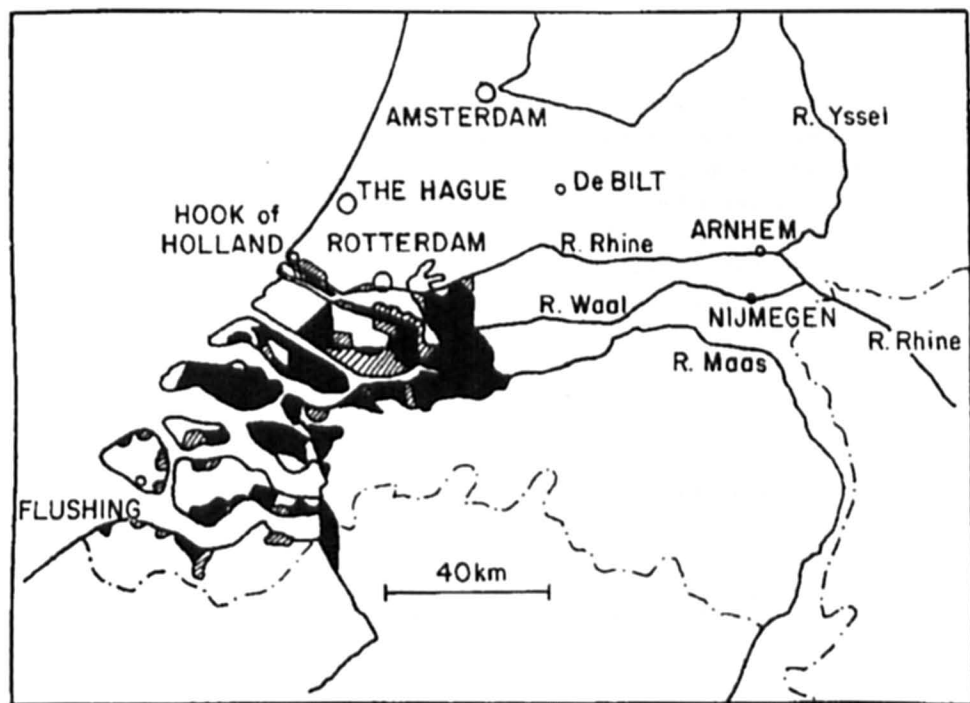 AMSTERDAM
R. Yssel
De BILT
THE HAGUE
HOOK of
HOLLAND
ROTTERDAM
R. Rhine
ARNHEM
R. Waal
NIJMEGEN
R. Rhine
R. Maas
FLUSHING
40km